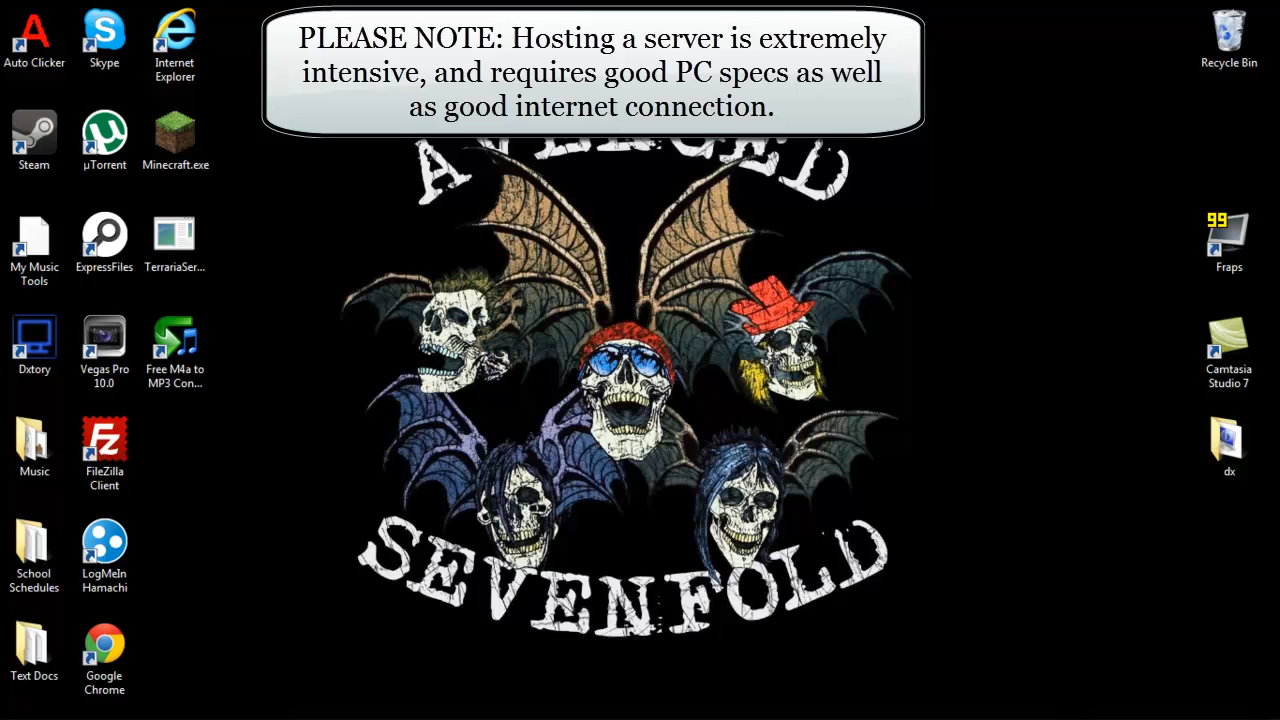 PLEASE NOTE: Hosting a server is extremely
intensive, and requires good PC specs as well
as good internet connection.
AVENGED
SEVENFOLD
Auto Clicker
Skype
Internet
Explorer
Steam
µTorrent
Minecraft.exe
My Music
Tools
ExpressFiles
TerrariaSer...
Dxtory
Vegas Pro
10.0
Free M4a to
MP3 Con...
Music
FileZilla
Client
School
Schedules
LogMeIn
Hamachi
Text Docs
Google
Chrome
Recycle Bin
99
Fraps
Camtasia
Studio 7
dx